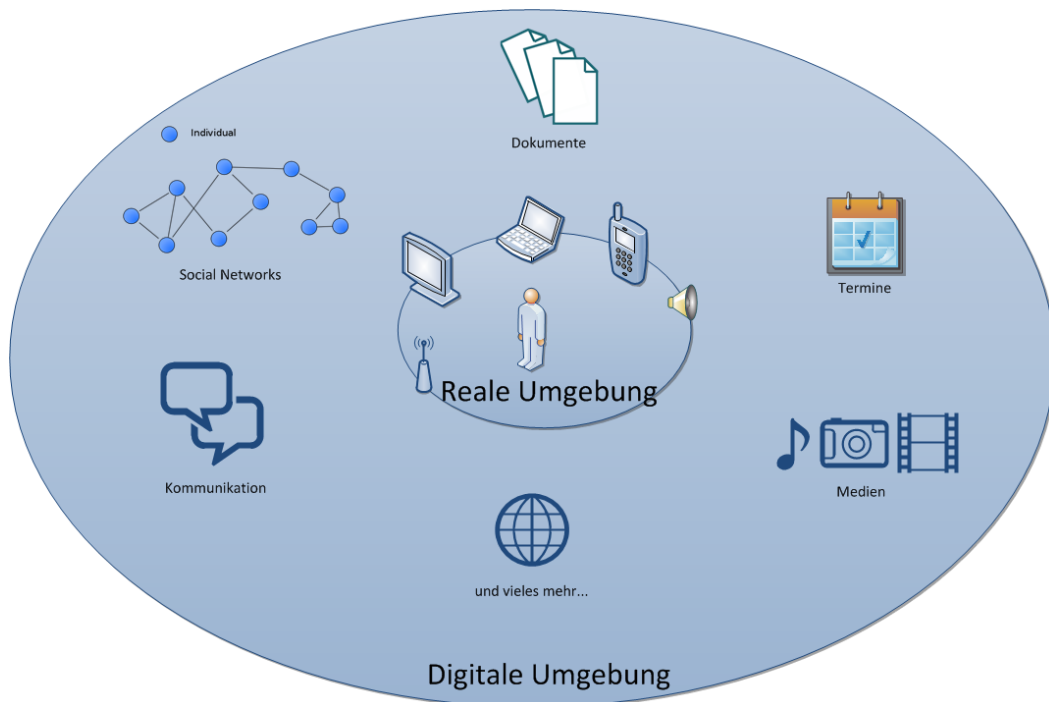 Dokumente
Individual
Social Networks
Termine
Reale Umgebung
Kommunikation
Medien
und vieles mehr...
Digitale Umgebung